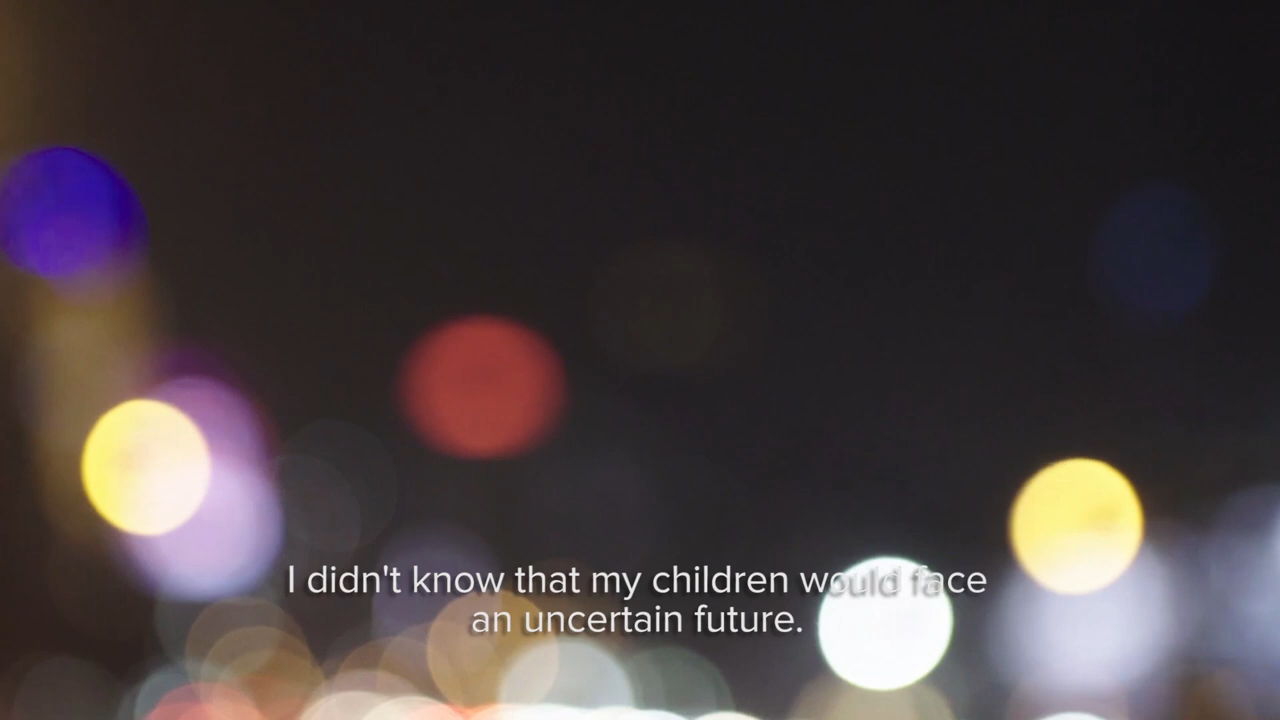 I didn't know that my children would face
an uncertain future.